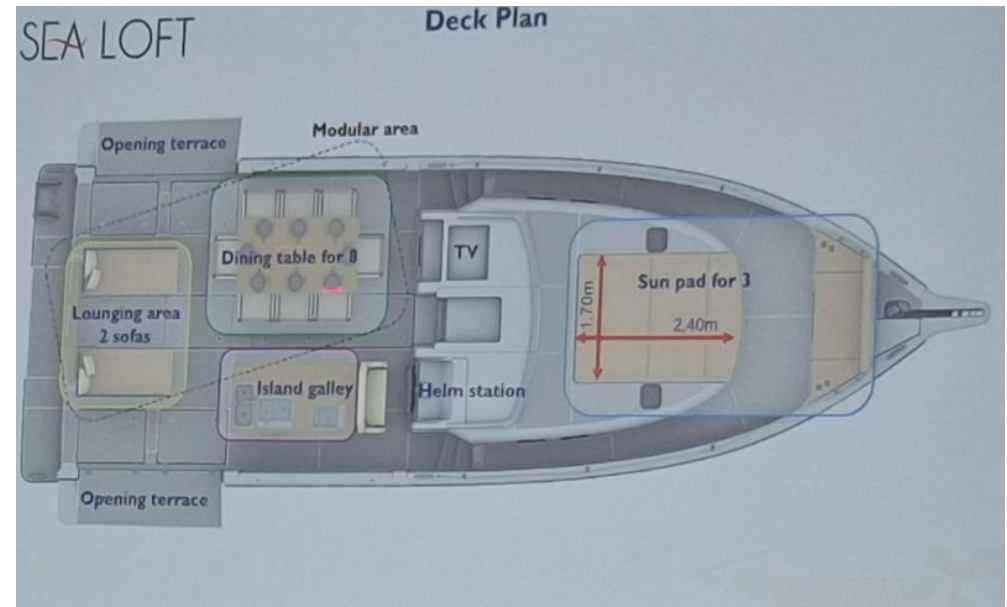 SEA LOFT
Deck Plan
Opening terrace
Modular area
Dining table for 8
TV
Sun pad for 3
1,70m
2,40m
Lounging area
2 sofas
Island galley
Helm station
Opening terrace